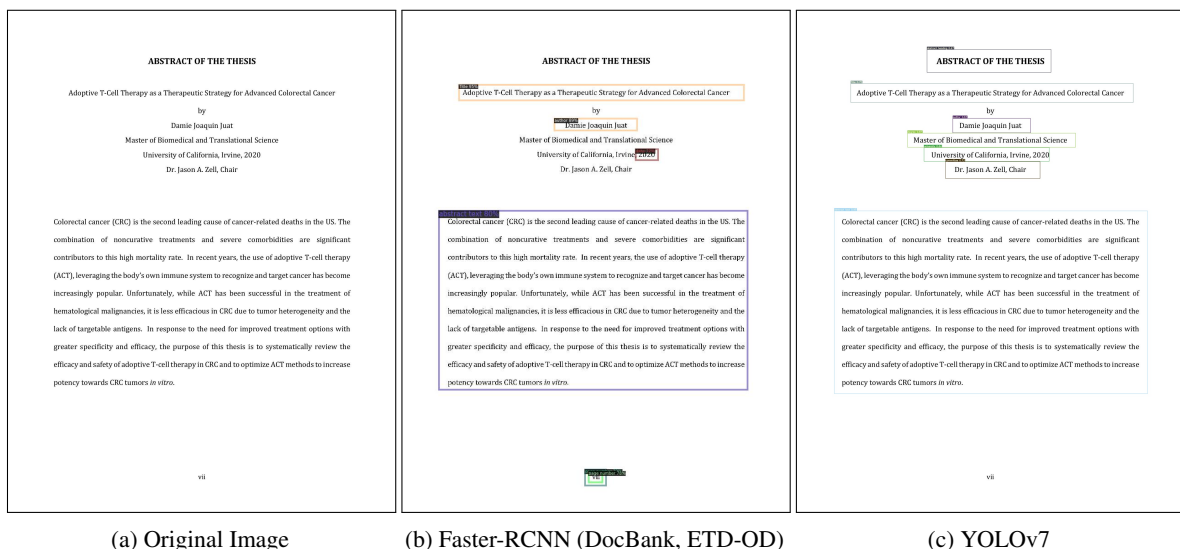 ABSTRACT OF THE THESIS
Adoptive T-Cell Therapy as a Therapeutic Strategy for Advanced Colorectal Cancer
by
Damie Joaquin Juat
Master of Biomedical and Translational Science
University of California, Irvine, 2020
Dr. Jason A. Zell, Chair
Colorectal cancer (CRC) is the second leading cause of cancer-related deaths in the US. The
combination of noncurative treatments and severe comorbidities are significant
contributors to this high mortality rate. In recent years, the use of adoptive T-cell therapy
(ACT), leveraging the body's own immune system to recognize and target cancer has become
increasingly popular. Unfortunately, while ACT has been successful in the treatment of
hematological malignancies, it is less efficacious in CRC due to tumor heterogeneity and the
lack of targetable antigens. In response to the need for improved treatment options with
greater specificity and efficacy, the purpose of this thesis is to systematically review the
efficacy and safety of adoptive T-cell therapy in CRC and to optimize ACT methods to increase
potency towards CRC tumors in vitro.
vii
(a) Original Image
ABSTRACT OF THE THESIS
Adoptive T-Cell Therapy as a Therapeutic Strategy for Advanced Colorectal Cancer
by
Damie Joaquin Juat
Master of Biomedical and Translational Science
University of California, Irvine, 2020
Dr. Jason A. Zell, Chair
Abstract text 80%
Colorectal cancer (CRC) is the second leading cause of cancer-related deaths in the US. The
combination of noncurative treatments and severe comorbidities are significant
contributors to this high mortality rate. In recent years, the use of adoptive T-cell therapy
(ACT), leveraging the body's own immune system to recognize and target cancer has become
increasingly popular. Unfortunately, while ACT has been successful in the treatment of
hematological malignancies, it is less efficacious in CRC due to tumor heterogeneity and the
lack of targetable antigens. In response to the need for improved treatment options with
greater specificity and efficacy, the purpose of this thesis is to systematically review the
efficacy and safety of adoptive T-cell therapy in CRC and to optimize ACT methods to increase
potency towards CRC tumors in vitro.
page number
vii
(b) Faster-RCNN (DocBank, ETD-OD)
ABSTRACT OF THE THESIS
Adoptive T-Cell Therapy as a Therapeutic Strategy for Advanced Colorectal Cancer
by
Damie Joaquin Juat
Master of Biomedical and Translational Science
University of California, Irvine, 2020
Dr. Jason A. Zell, Chair
Colorectal cancer (CRC) is the second leading cause of cancer-related deaths in the US. The
combination of noncurative treatments and severe comorbidities are significant
contributors to this high mortality rate. In recent years, the use of adoptive T-cell therapy
(ACT), leveraging the body's own immune system to recognize and target cancer has become
increasingly popular. Unfortunately, while ACT has been successful in the treatment of
hematological malignancies, it is less efficacious in CRC due to tumor heterogeneity and the
lack of targetable antigens. In response to the need for improved treatment options with
greater specificity and efficacy, the purpose of this thesis is to systematically review the
efficacy and safety of adoptive T-cell therapy in CRC and to optimize ACT methods to increase
potency towards CRC tumors in vitro.
vii
(c) YOLOv7